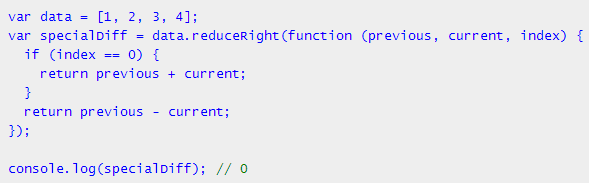 var data = [1, 2, 3, 4];
var specialDiff = data.reduceRight(function (previous, current, index) {
  if (index == 0) {
    return previous + current;
  }
  return previous - current;
});
console.log(specialDiff); // 0